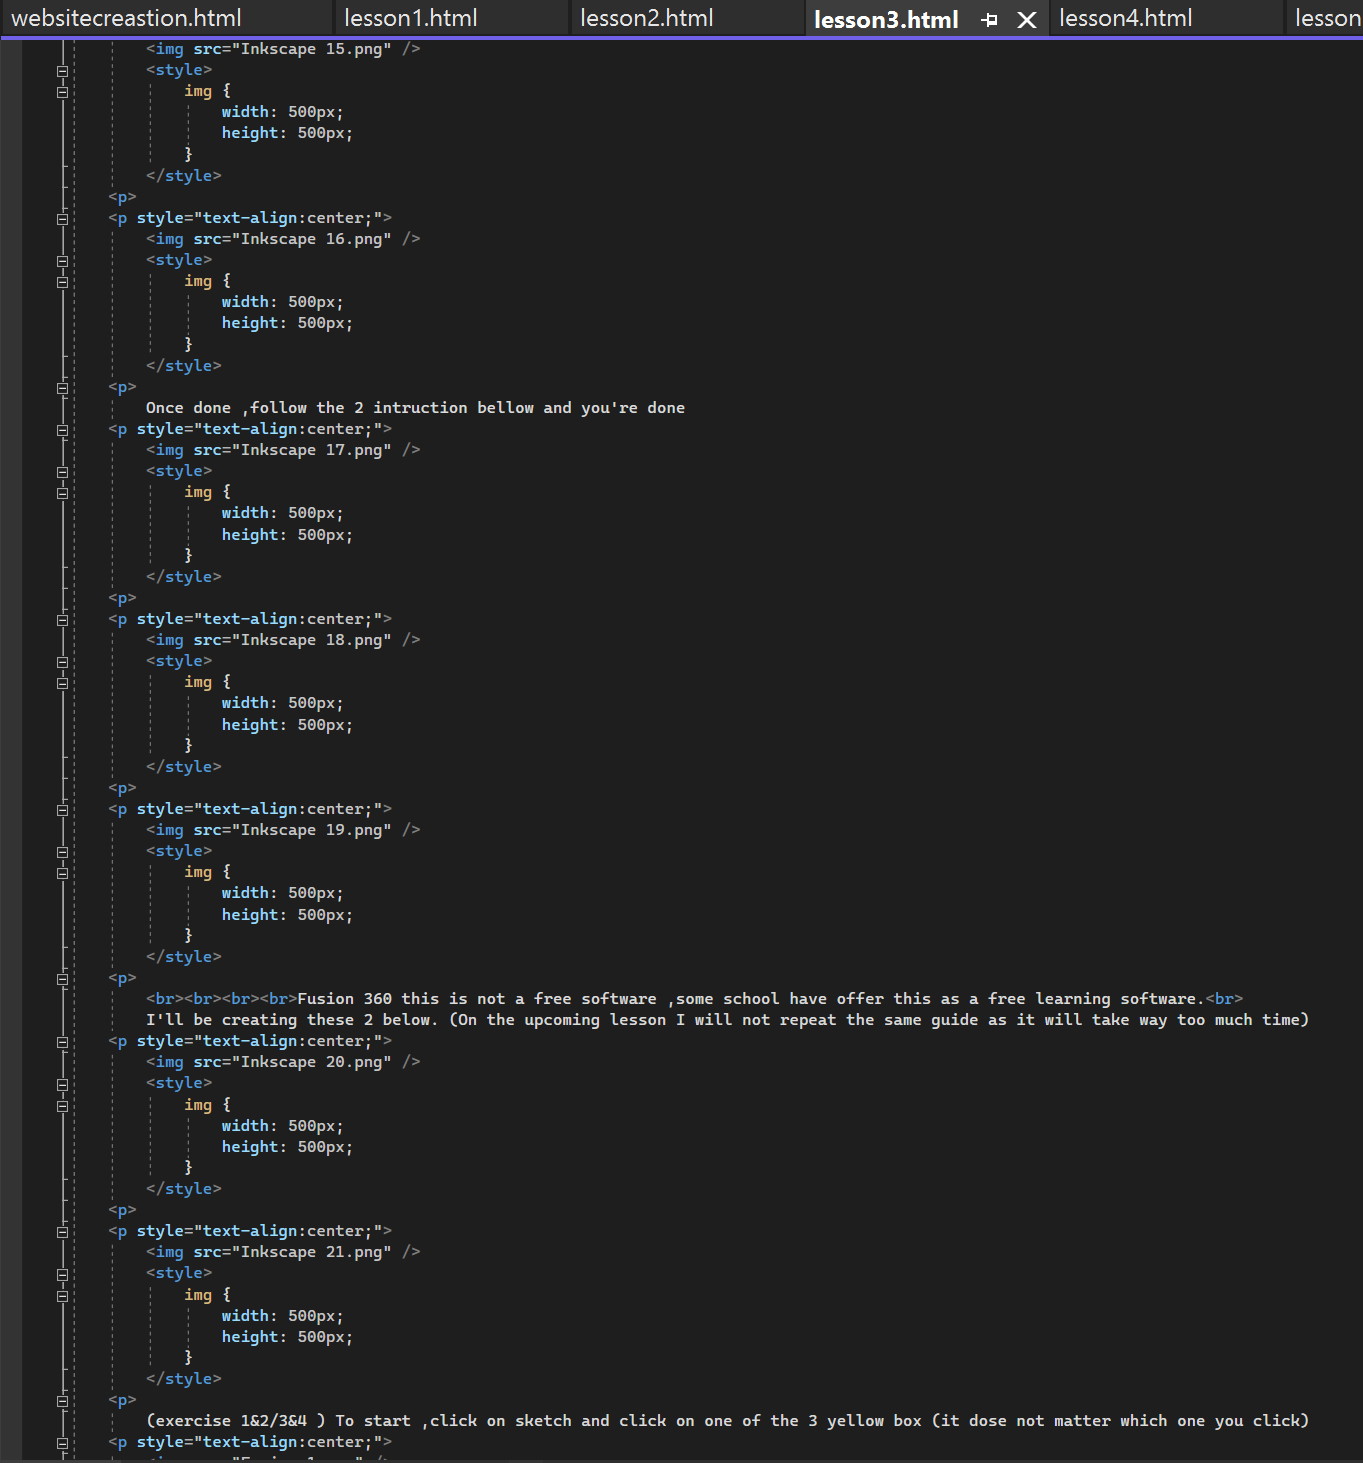 websitecreastion.html lesson1.html lesson2.html lesson3.html lesson4.html lesson
<img src="Inkscape 15.png" />
<style>
img {
width: 500px;
height: 500px;
}
</style>
<p>
<p style="text-align:center;">
<img src="Inkscape 16.png" />
<style>
img {
width: 500px;
height: 500px;
}
</style>
<p>
Once done ,follow the 2 intruction bellow and you're done
<p style="text-align:center;">
<img src="Inkscape 17.png" />
<style>
img {
width: 500px;
height: 500px;
}
</style>
<p>
<p style="text-align:center;">
<img src="Inkscape 18.png" />
<style>
img {
width: 500px;
height: 500px;
}
</style>
<p>
<p style="text-align:center;">
<img src="Inkscape 19.png" />
<style>
img {
width: 500px;
height: 500px;
}
</style>
<p>
<br><br><br><br>Fusion 360 this is not a free software ,some school have offer this as a free learning software.<br>
I'll be creating these 2 below. (On the upcoming lesson I will not repeat the same guide as it will take way too much time)
<p style="text-align:center;">
<img src="Inkscape 20.png" />
<style>
img {
width: 500px;
height: 500px;
}
</style>
<p>
<p style="text-align:center;">
<img src="Inkscape 21.png" />
<style>
img {
width: 500px;
height: 500px;
}
</style>
<p>
(exercise 1&2/3&4 ) To start ,click on sketch and click on one of the 3 yellow box (it dose not matter which one you click)
<p style="text-align:center;">